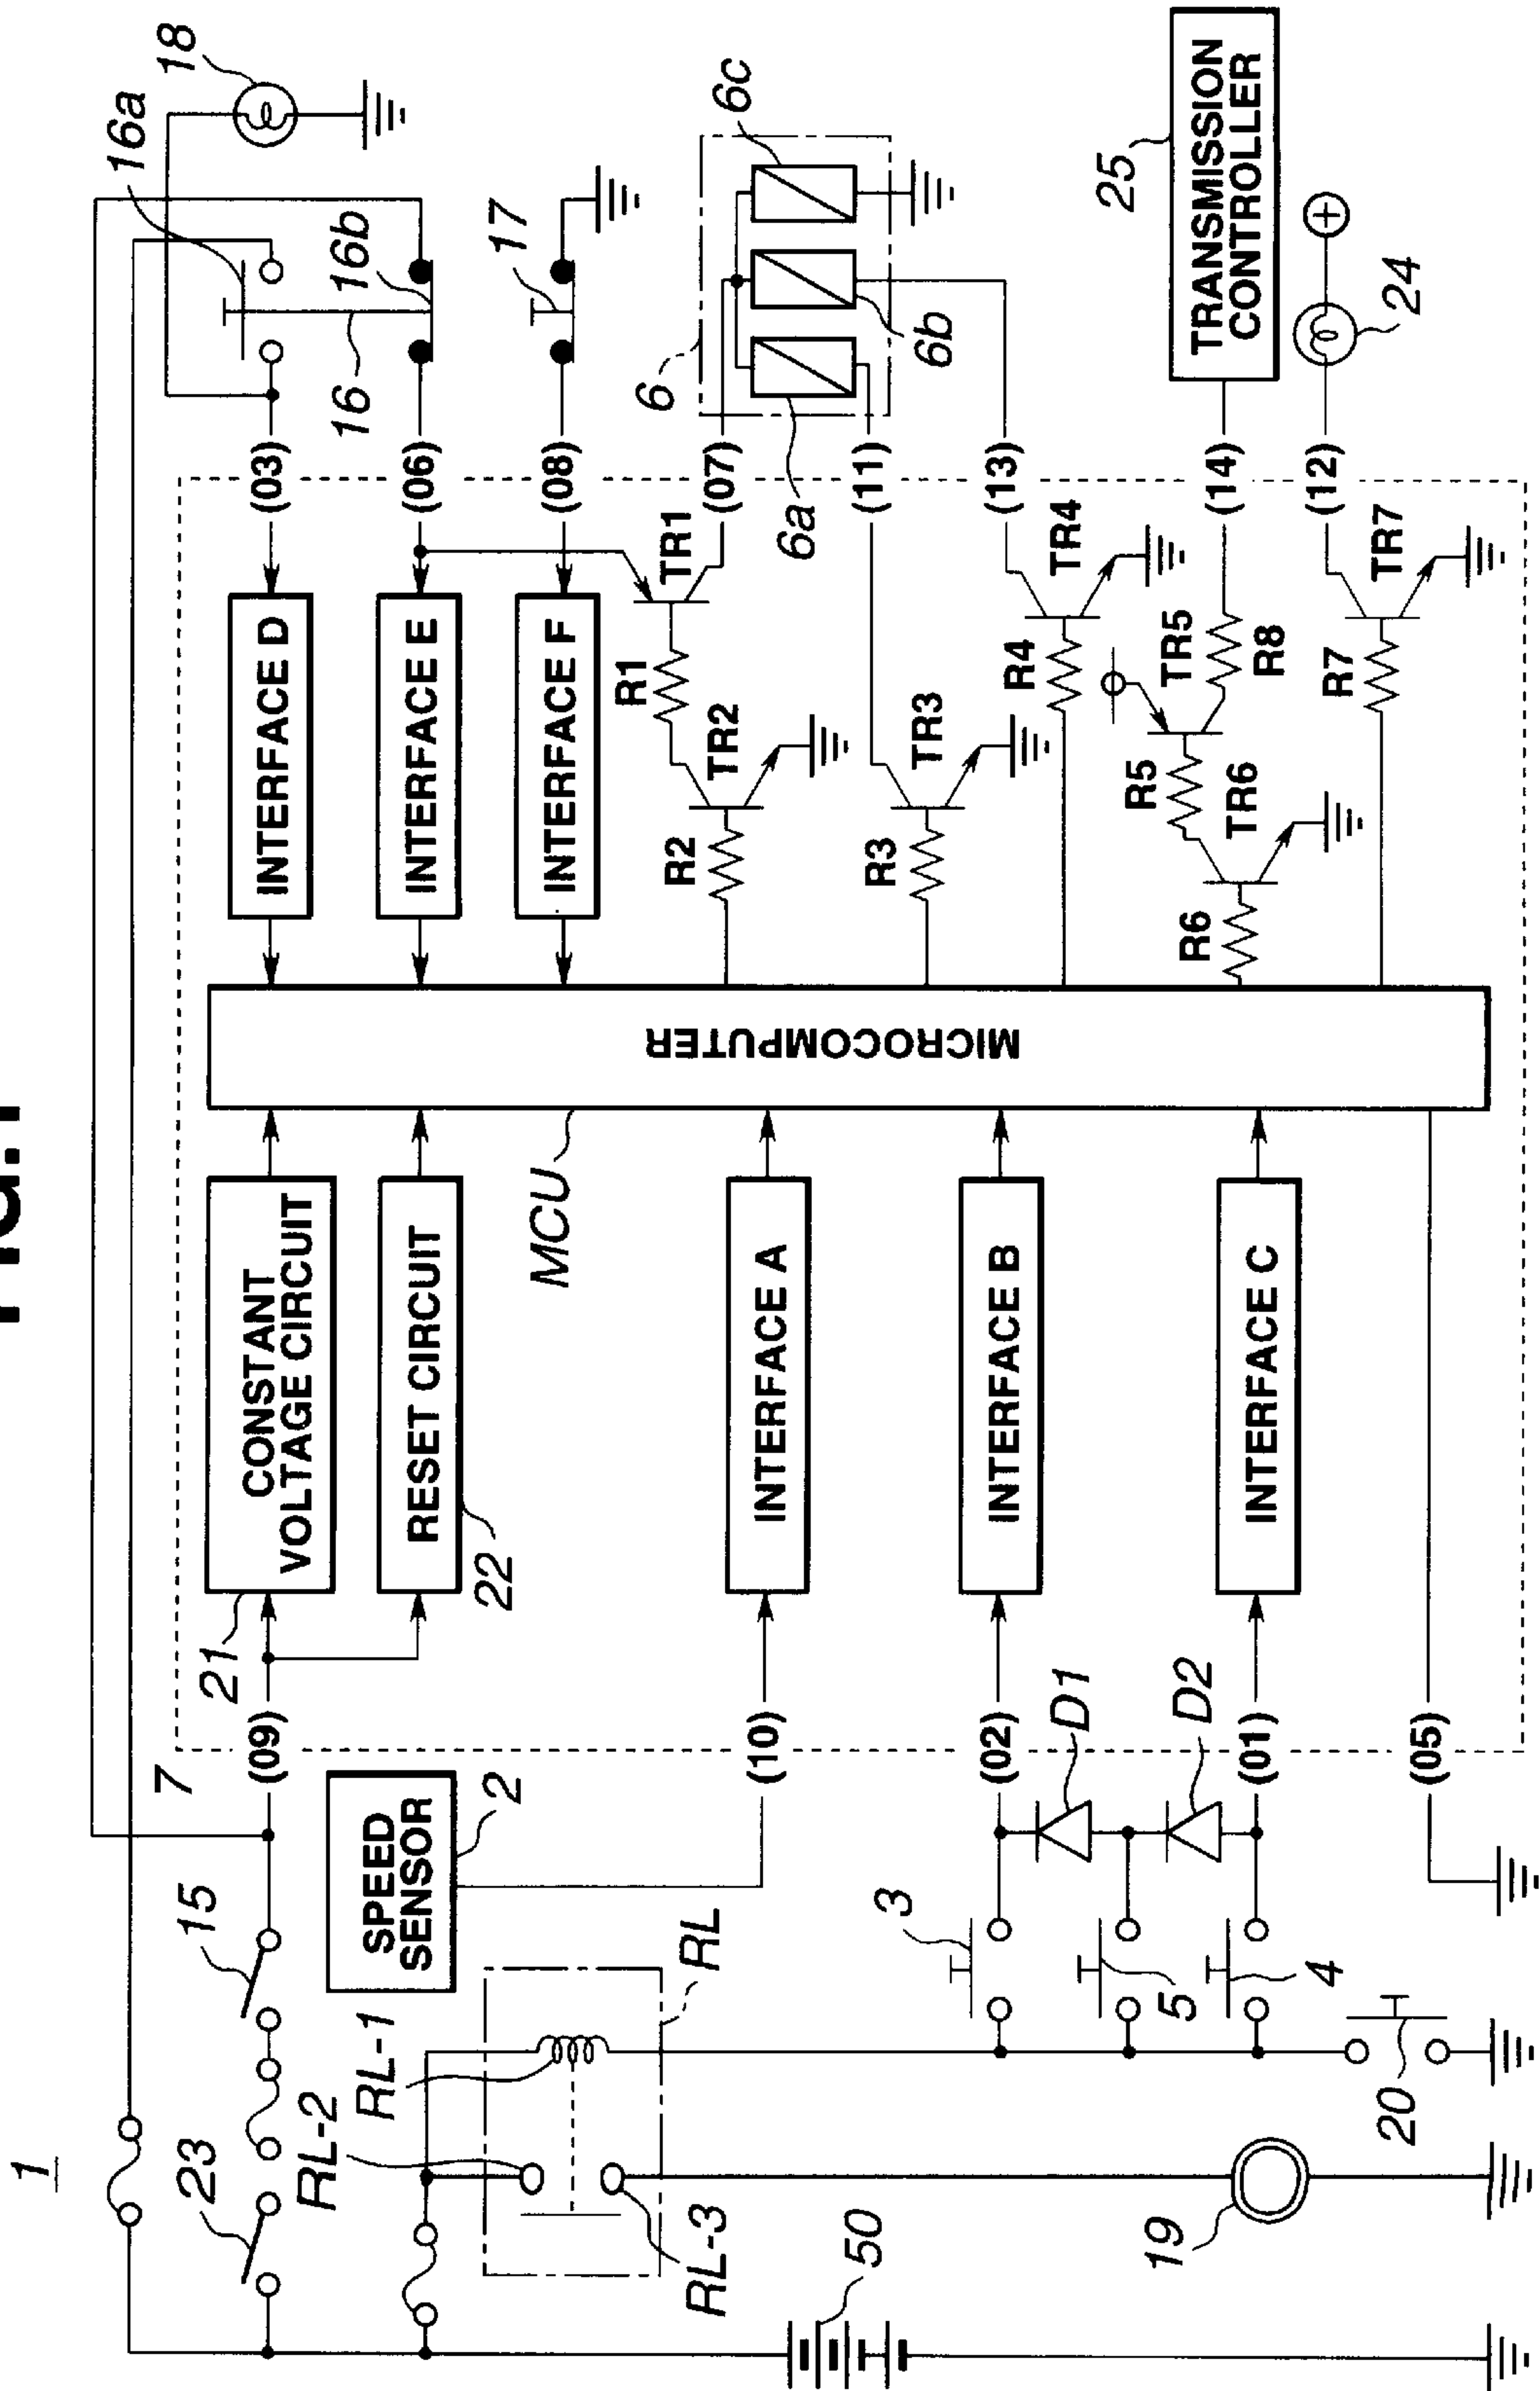 FIG.1
1
18
16a
16b
16
17
6c
6
6b
6a
25
TRANSMISSION
CONTROLLER
24
(03)
(06)
(08)
(07)
(11)
(13)
(14)
(12)
INTERFACE D
INTERFACE E
INTERFACE F
TR1
R1
TR2
R2
TR3
R3
TR4
R4
TR5
R8
R5
TR6
R6
TR7
R7
MICROCOMPUTER
MCU
CONSTANT
VOLTAGE CIRCUIT
21
RESET CIRCUIT
22
INTERFACE A
INTERFACE B
INTERFACE C
7
(09)
(10)
(02)
(01)
(05)
D1
D2
15
SPEED
SENSOR
2
23
RL
RL-1
RL-2
RL-3
3
5
4
20
19
50